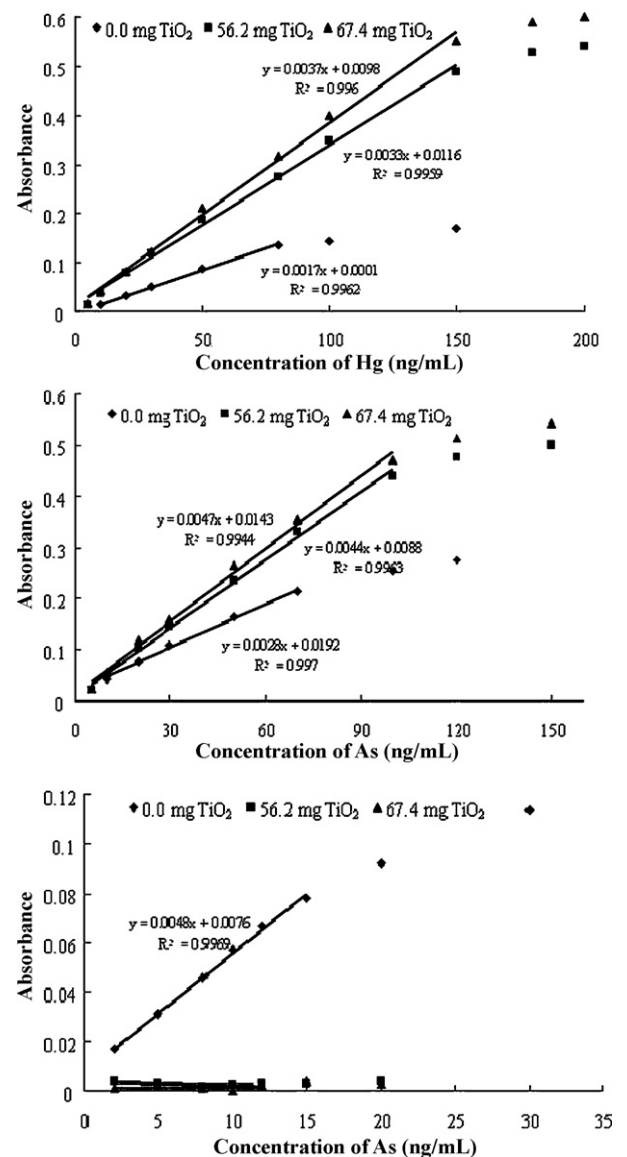 0.6
◆ 0.0 mg TiO₂ ■ 56.2 mg TiO₂ ▲ 67.4 mg TiO₂
0.5
y = 0.0037x + 0.0098
R² = 0.996
0.4
Absorbance
0.3
y = 0.0033x + 0.0116
R² = 0.9959
0.2
0.1
y = 0.0017x + 0.0001
R² = 0.9962
0
0 50 100 150 200
Concentration of Hg (ng/mL)
0.6
◆ 0.0 mg TiO₂ ■ 56.2 mg TiO₂ ▲ 67.4 mg TiO₂
0.5
0.4
Absorbance
y = 0.0047x + 0.0143
R² = 0.9944
0.3
y = 0.0044x + 0.0088
R² = 0.9963
0.2
0.1
y = 0.0028x + 0.0192
R² = 0.997
0
0 30 60 90 120 150
Concentration of As (ng/mL)
0.12
◆ 0.0 mg TiO₂ ■ 56.2 mg TiO₂ ▲ 67.4 mg TiO₂
0.1
0.08
Absorbance
y = 0.0048x + 0.0076
R² = 0.9969
0.06
0.04
0.02
0
0 5 10 15 20 25 30 35
Concentration of As (ng/mL)